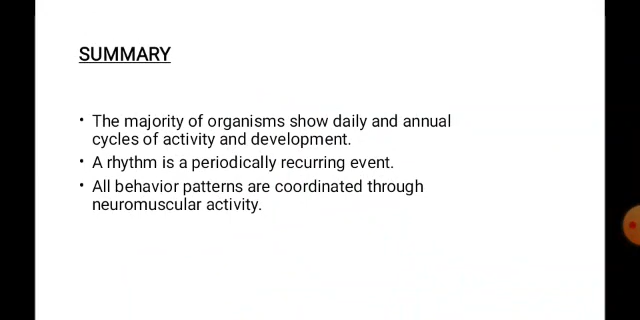 SUMMARY
• The majority of organisms show daily and annual
cycles of activity and development.
• A rhythm is a periodically recurring event.
• All behavior patterns are coordinated through
neuromuscular activity.